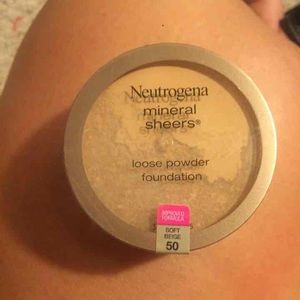 Neutrogena
mineral
sheers®
loose powder
foundation
IMPROVED
FORMULA
SOFT
BEIGE
50